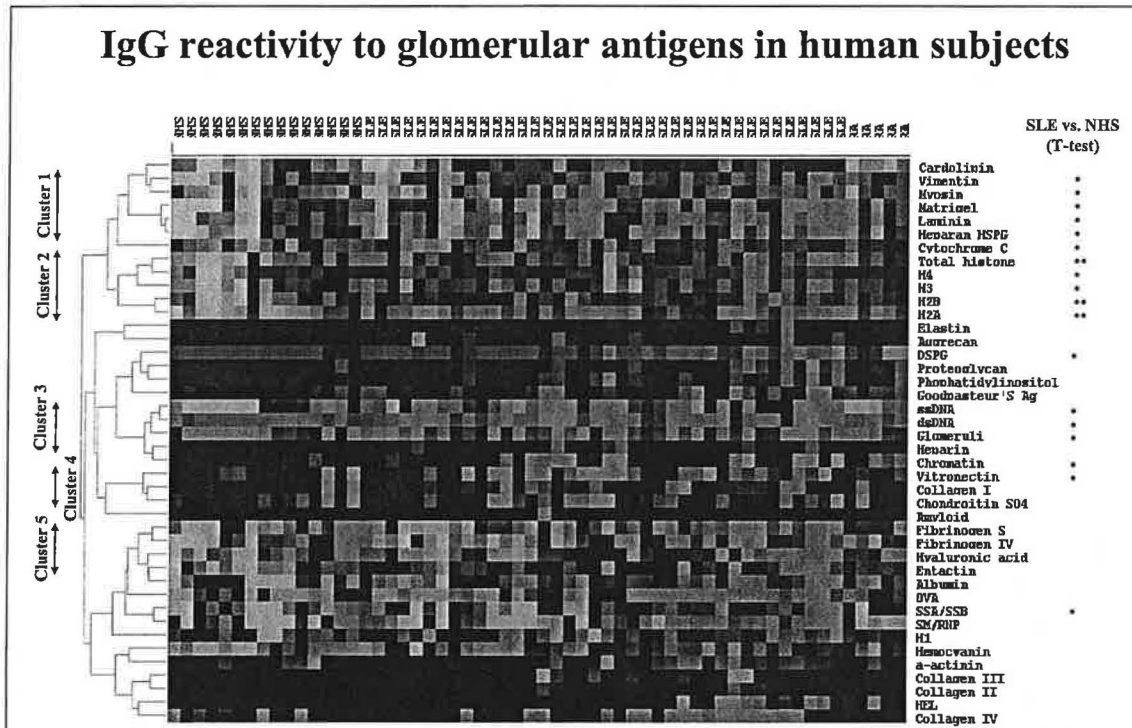 IgG reactivity to glomerular antigens in human subjects
SLE vs. NHS
(T-test)
Cluster 1
Cluster 2
Cluster 3
Cluster 4
Cluster 5
Cardolipin
Vimentin *
Myosin *
Matrigel *
Laminin *
Heparan HSPG *
Cytochrome C *
Total histone **
H4 *
H3 *
H2B **
H2A **
Elastin
Aggrecan
DSPG *
Proteoglycan
Phophatidylinositol
Goodpasteur'S Ag
ssDNA *
dsDNA *
Glomeruli *
Heparin
Chromatin *
Vitronectin *
Collagen I
Chondroitin SO4
Amyloid
Fibrinogen S
Fibrinogen IV
Hyaluronic acid
Entactin
Albumin
OVA
SSA/SSB *
SM/RNP
H1
Hemocyanin
a-actinin
Collagen III
Collagen II
HEL
Collagen IV